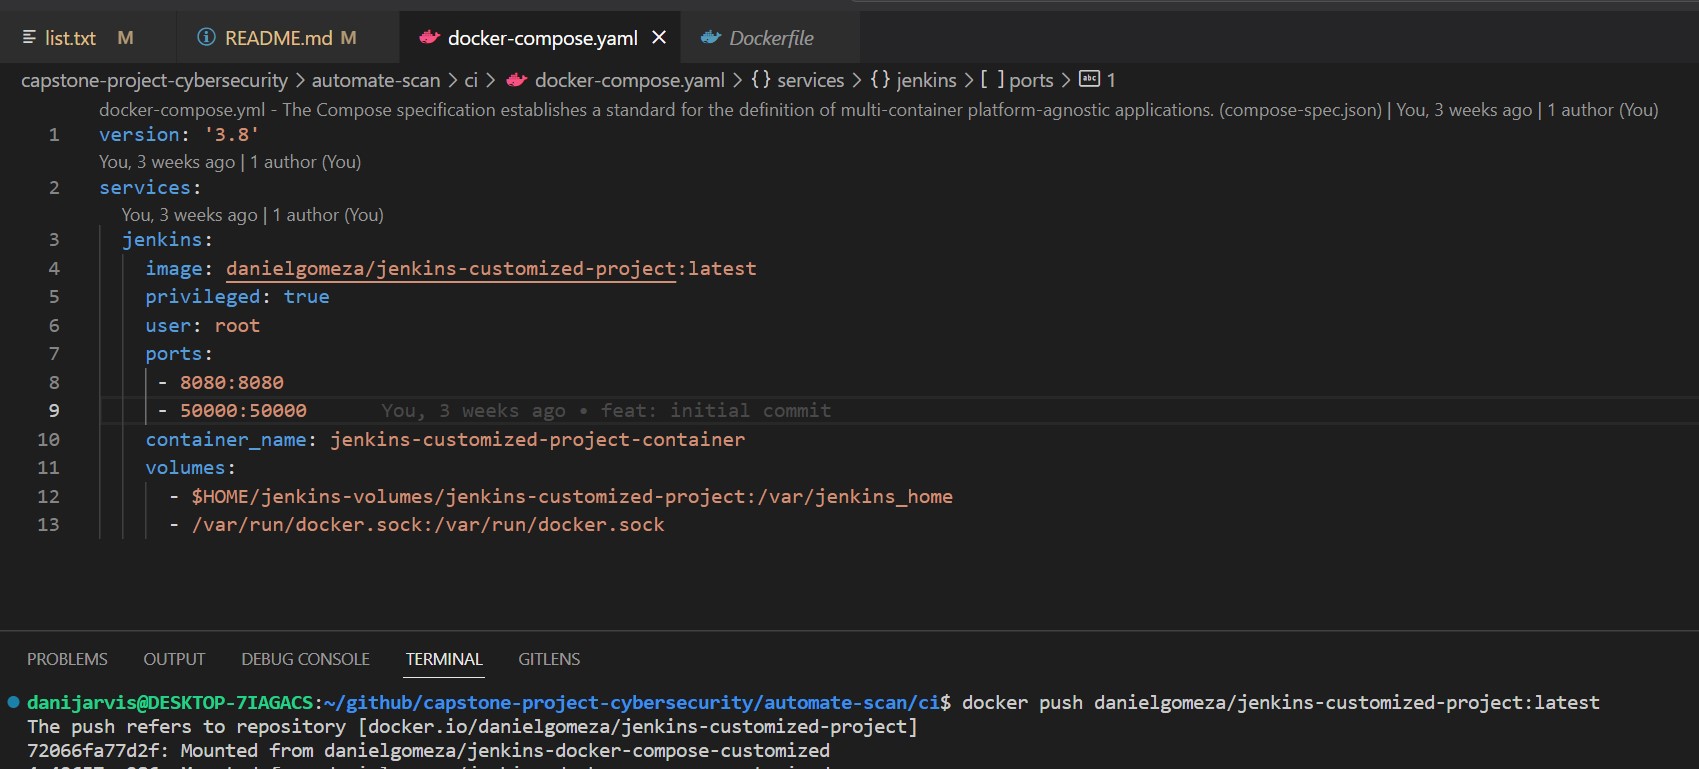 list.txt M README.md M docker-compose.yaml Dockerfile
capstone-project-cybersecurity > automate-scan > ci > docker-compose.yaml > {} services > {} jenkins > [ ] ports > abc 1
docker-compose.yml - The Compose specification establishes a standard for the definition of multi-container platform-agnostic applications. (compose-spec.json) | You, 3 weeks ago | 1 author (You)
1 version: '3.8'
You, 3 weeks ago | 1 author (You)
2 services:
You, 3 weeks ago | 1 author (You)
3 jenkins:
4 image: danielgomeza/jenkins-customized-project:latest
5 privileged: true
6 user: root
7 ports:
8 - 8080:8080
9 - 50000:50000 You, 3 weeks ago • feat: initial commit
10 container_name: jenkins-customized-project-container
11 volumes:
12 - $HOME/jenkins-volumes/jenkins-customized-project:/var/jenkins_home
13 - /var/run/docker.sock:/var/run/docker.sock
PROBLEMS OUTPUT DEBUG CONSOLE TERMINAL GITLENS
danijarvis@DESKTOP-7IAGACS:~/github/capstone-project-cybersecurity/automate-scan/ci$ docker push danielgomeza/jenkins-customized-project:latest
The push refers to repository [docker.io/danielgomeza/jenkins-customized-project]
72066fa77d2f: Mounted from danielgomeza/jenkins-docker-compose-customized